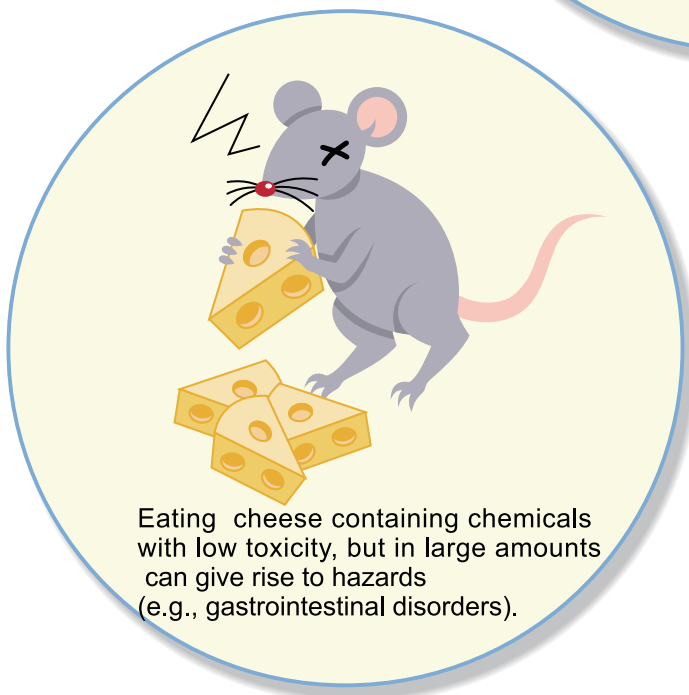 Eating cheese containing chemicals
with low toxicity, but in large amounts
can give rise to hazards
(e.g., gastrointestinal disorders).